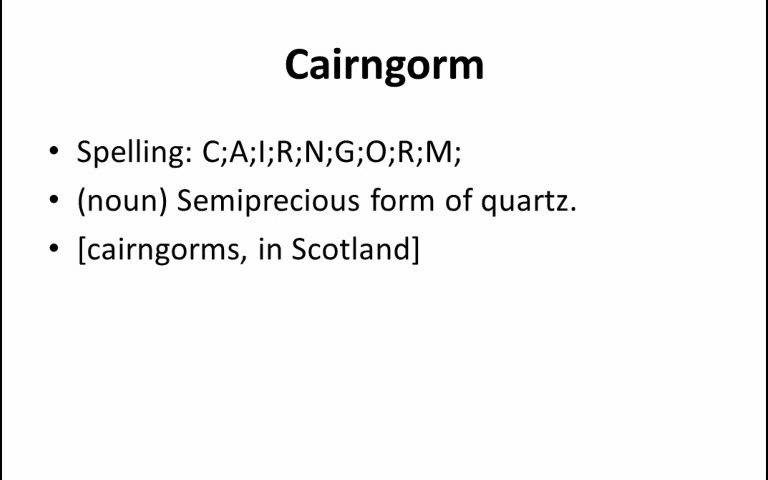 Cairngorm
• Spelling: C;A;I;R;N;G;O;R;M;
• (noun) Semiprecious form of quartz.
• [cairngorms, in Scotland]